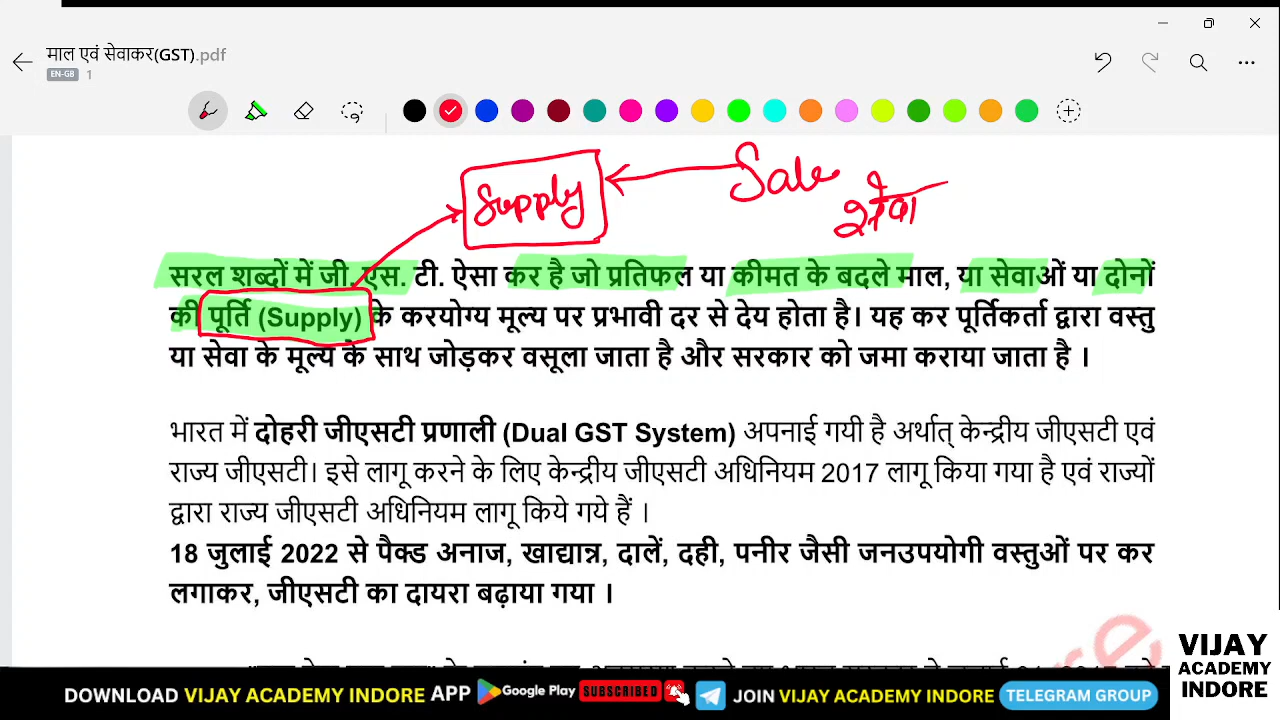 माल एवं सेवाकर(GST).pdf
EN-GB 1
Supply
Sale
सेवा
सरल शब्दों में जी. एस. टी. ऐसा कर है जो प्रतिफल या कीमत के बदले माल, या सेवाओं या दोनों
की पूर्ति (Supply) के करयोग्य मूल्य पर प्रभावी दर से देय होता है। यह कर पूर्तिकर्ता द्वारा वस्तु
या सेवा के मूल्य के साथ जोड़कर वसूला जाता है और सरकार को जमा कराया जाता है ।
भारत में दोहरी जीएसटी प्रणाली (Dual GST System) अपनाई गयी है अर्थात् केन्द्रीय जीएसटी एवं
राज्य जीएसटी। इसे लागू करने के लिए केन्द्रीय जीएसटी अधिनियम 2017 लागू किया गया है एवं राज्यों
द्वारा राज्य जीएसटी अधिनियम लागू किये गये हैं ।
18 जुलाई 2022 से पैक्ड अनाज, खाद्यान्न, दालें, दही, पनीर जैसी जनउपयोगी वस्तुओं पर कर
लगाकर, जीएसटी का दायरा बढ़ाया गया ।
VIJAY
ACADEMY
INDORE
DOWNLOAD VIJAY ACADEMY INDORE APP Google Play SUBSCRIBED JOIN VIJAY ACADEMY INDORE TELEGRAM GROUP